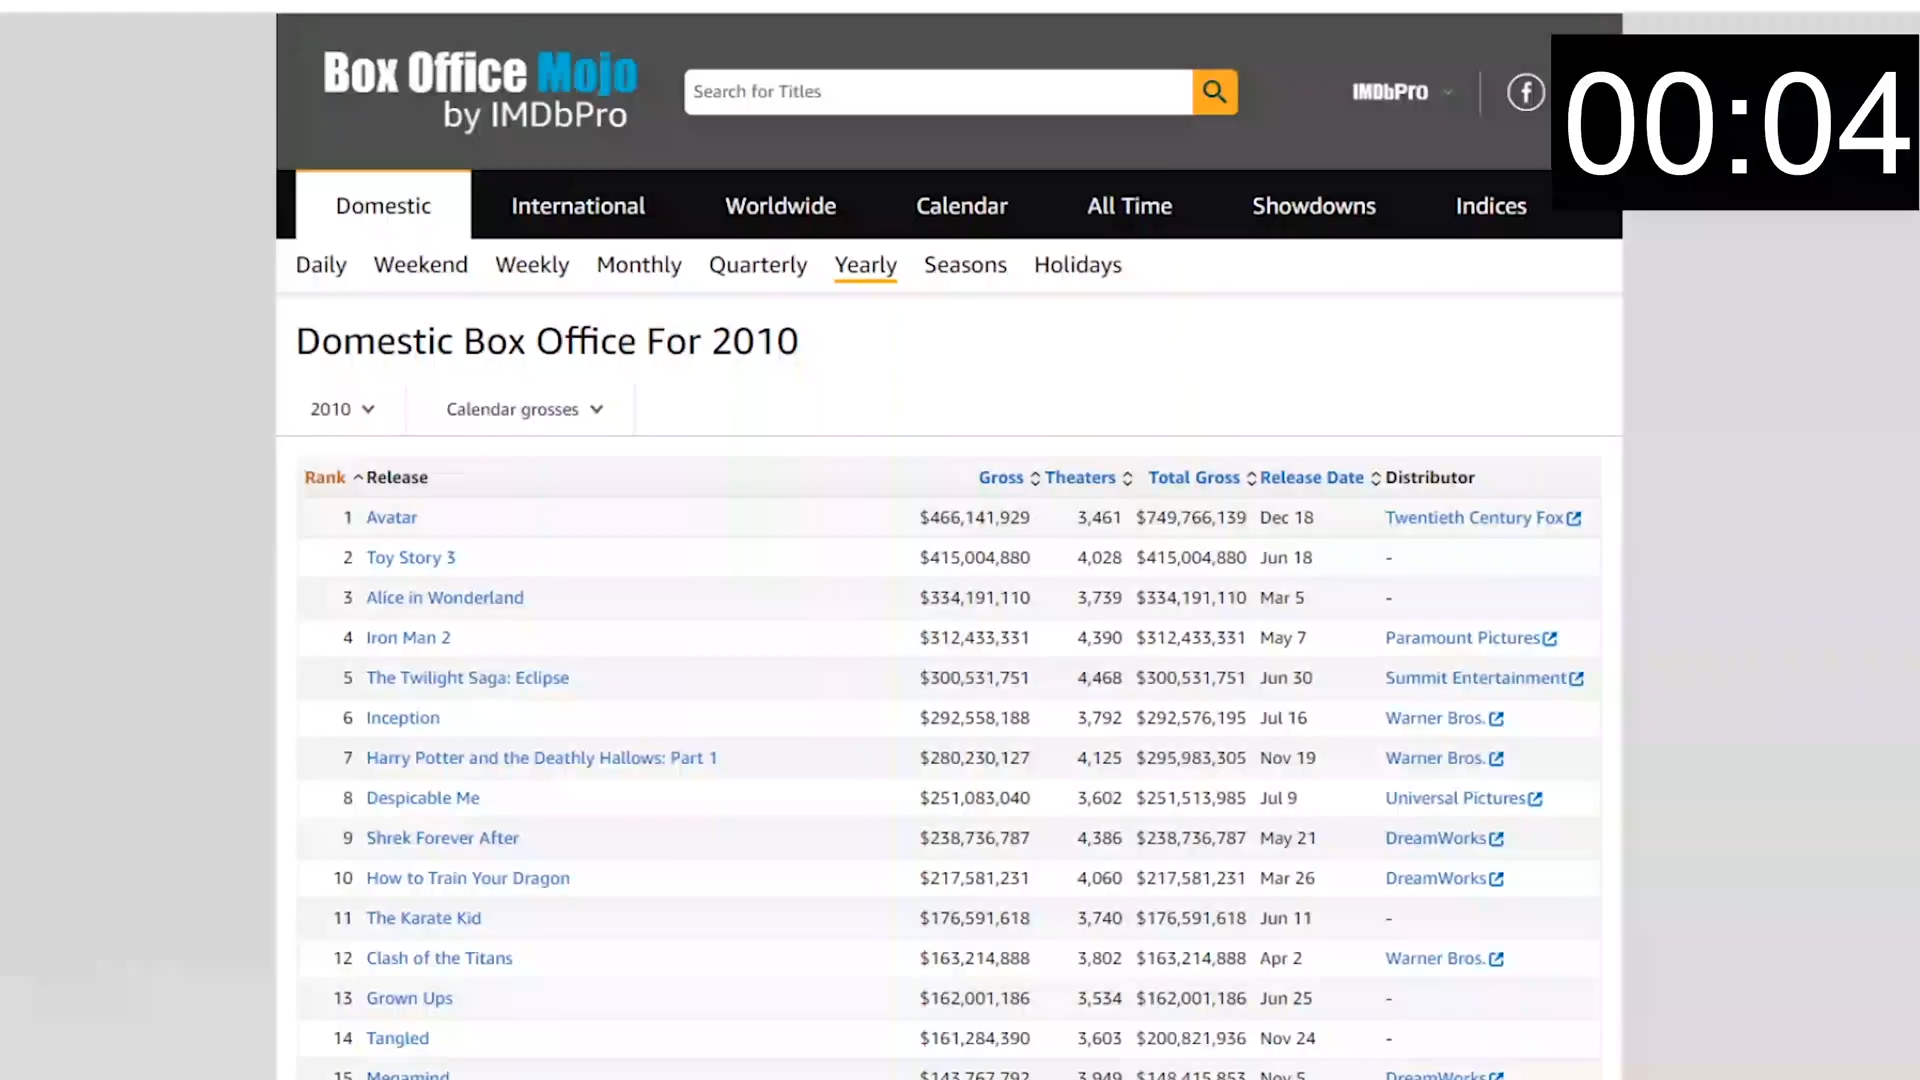 Box Office Mojo
by IMDbPro
Search for Titles
IMDbPro
00:04
Domestic International Worldwide Calendar All Time Showdowns Indices
Daily Weekend Weekly Monthly Quarterly Yearly Seasons Holidays
Domestic Box Office For 2010
2010 Calendar grosses
Rank Release Gross Theaters Total Gross Release Date Distributor
1 Avatar $466,141,929 3,461 $749,766,139 Dec 18 Twentieth Century Fox
2 Toy Story 3 $415,004,880 4,028 $415,004,880 Jun 18 -
3 Alice in Wonderland $334,191,110 3,739 $334,191,110 Mar 5 -
4 Iron Man 2 $312,433,331 4,390 $312,433,331 May 7 Paramount Pictures
5 The Twilight Saga: Eclipse $300,531,751 4,468 $300,531,751 Jun 30 Summit Entertainment
6 Inception $292,558,188 3,792 $292,576,195 Jul 16 Warner Bros.
7 Harry Potter and the Deathly Hallows: Part 1 $280,230,127 4,125 $295,983,305 Nov 19 Warner Bros.
8 Despicable Me $251,083,040 3,602 $251,513,985 Jul 9 Universal Pictures
9 Shrek Forever After $238,736,787 4,386 $238,736,787 May 21 DreamWorks
10 How to Train Your Dragon $217,581,231 4,060 $217,581,231 Mar 26 DreamWorks
11 The Karate Kid $176,591,618 3,740 $176,591,618 Jun 11 -
12 Clash of the Titans $163,214,888 3,802 $163,214,888 Apr 2 Warner Bros.
13 Grown Ups $162,001,186 3,534 $162,001,186 Jun 25 -
14 Tangled $161,284,390 3,603 $200,821,936 Nov 24 -
15 Megamind $143,767,792 3,949 $148,415,853 Nov 5 DreamWorks